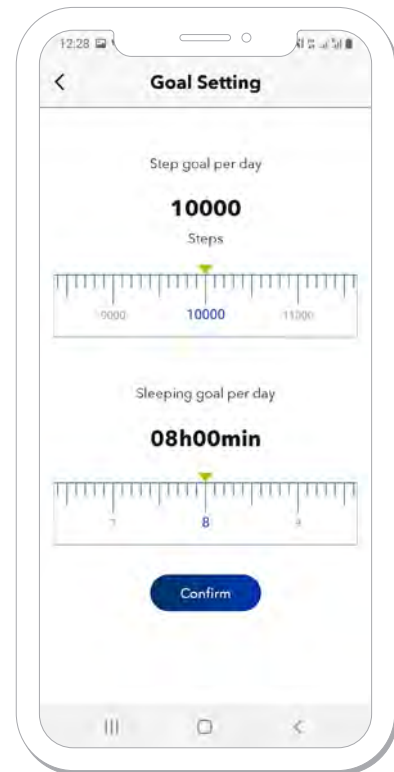 12:28
Goal Setting
Step goal per day
10000
Steps
9000 10000 11000
Sleeping goal per day
08h00min
7 8 9
Confirm